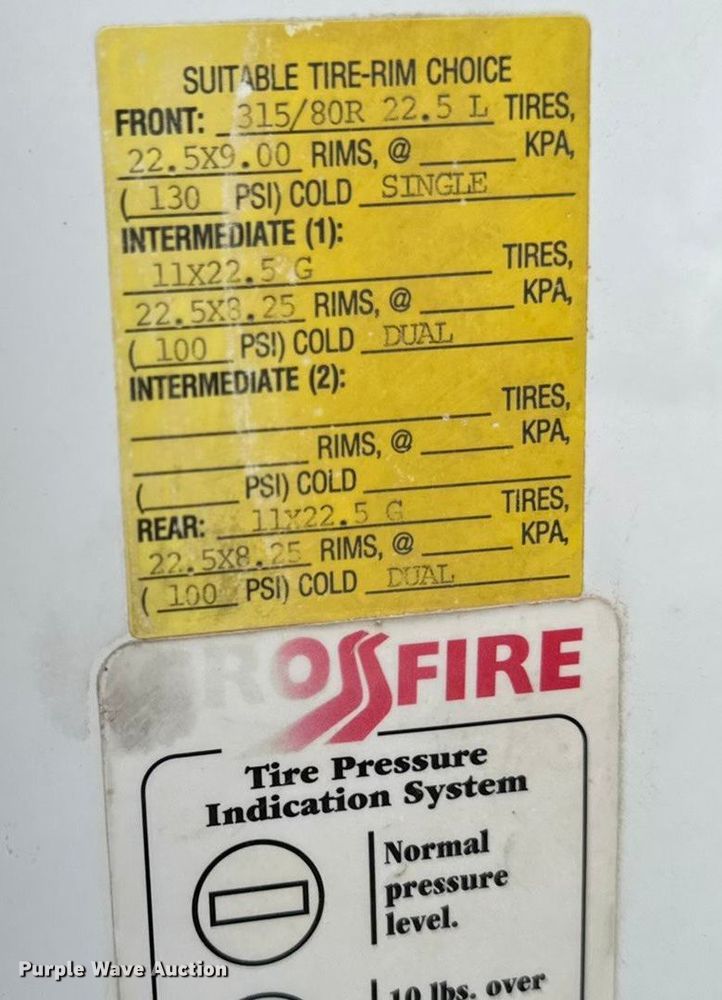 SUITABLE TIRE-RIM CHOICE
FRONT: 315/80R 22.5 L TIRES,
22.5X9.00 RIMS, @ KPA,
( 130 PSI) COLD SINGLE
INTERMEDIATE (1):
11X22.5 G TIRES,
22.5X8.25 RIMS, @ KPA,
( 100 PSI) COLD DUAL
INTERMEDIATE (2):
TIRES,
RIMS, @ KPA,
( PSI) COLD
REAR: 11X22.5 G TIRES,
22.5X8.25 RIMS, @ KPA,
( 100 PSI) COLD DUAL
ROSSFIRE
Tire Pressure
Indication System
Normal
pressure
level.
10 lbs. over
Purple Wave Auction